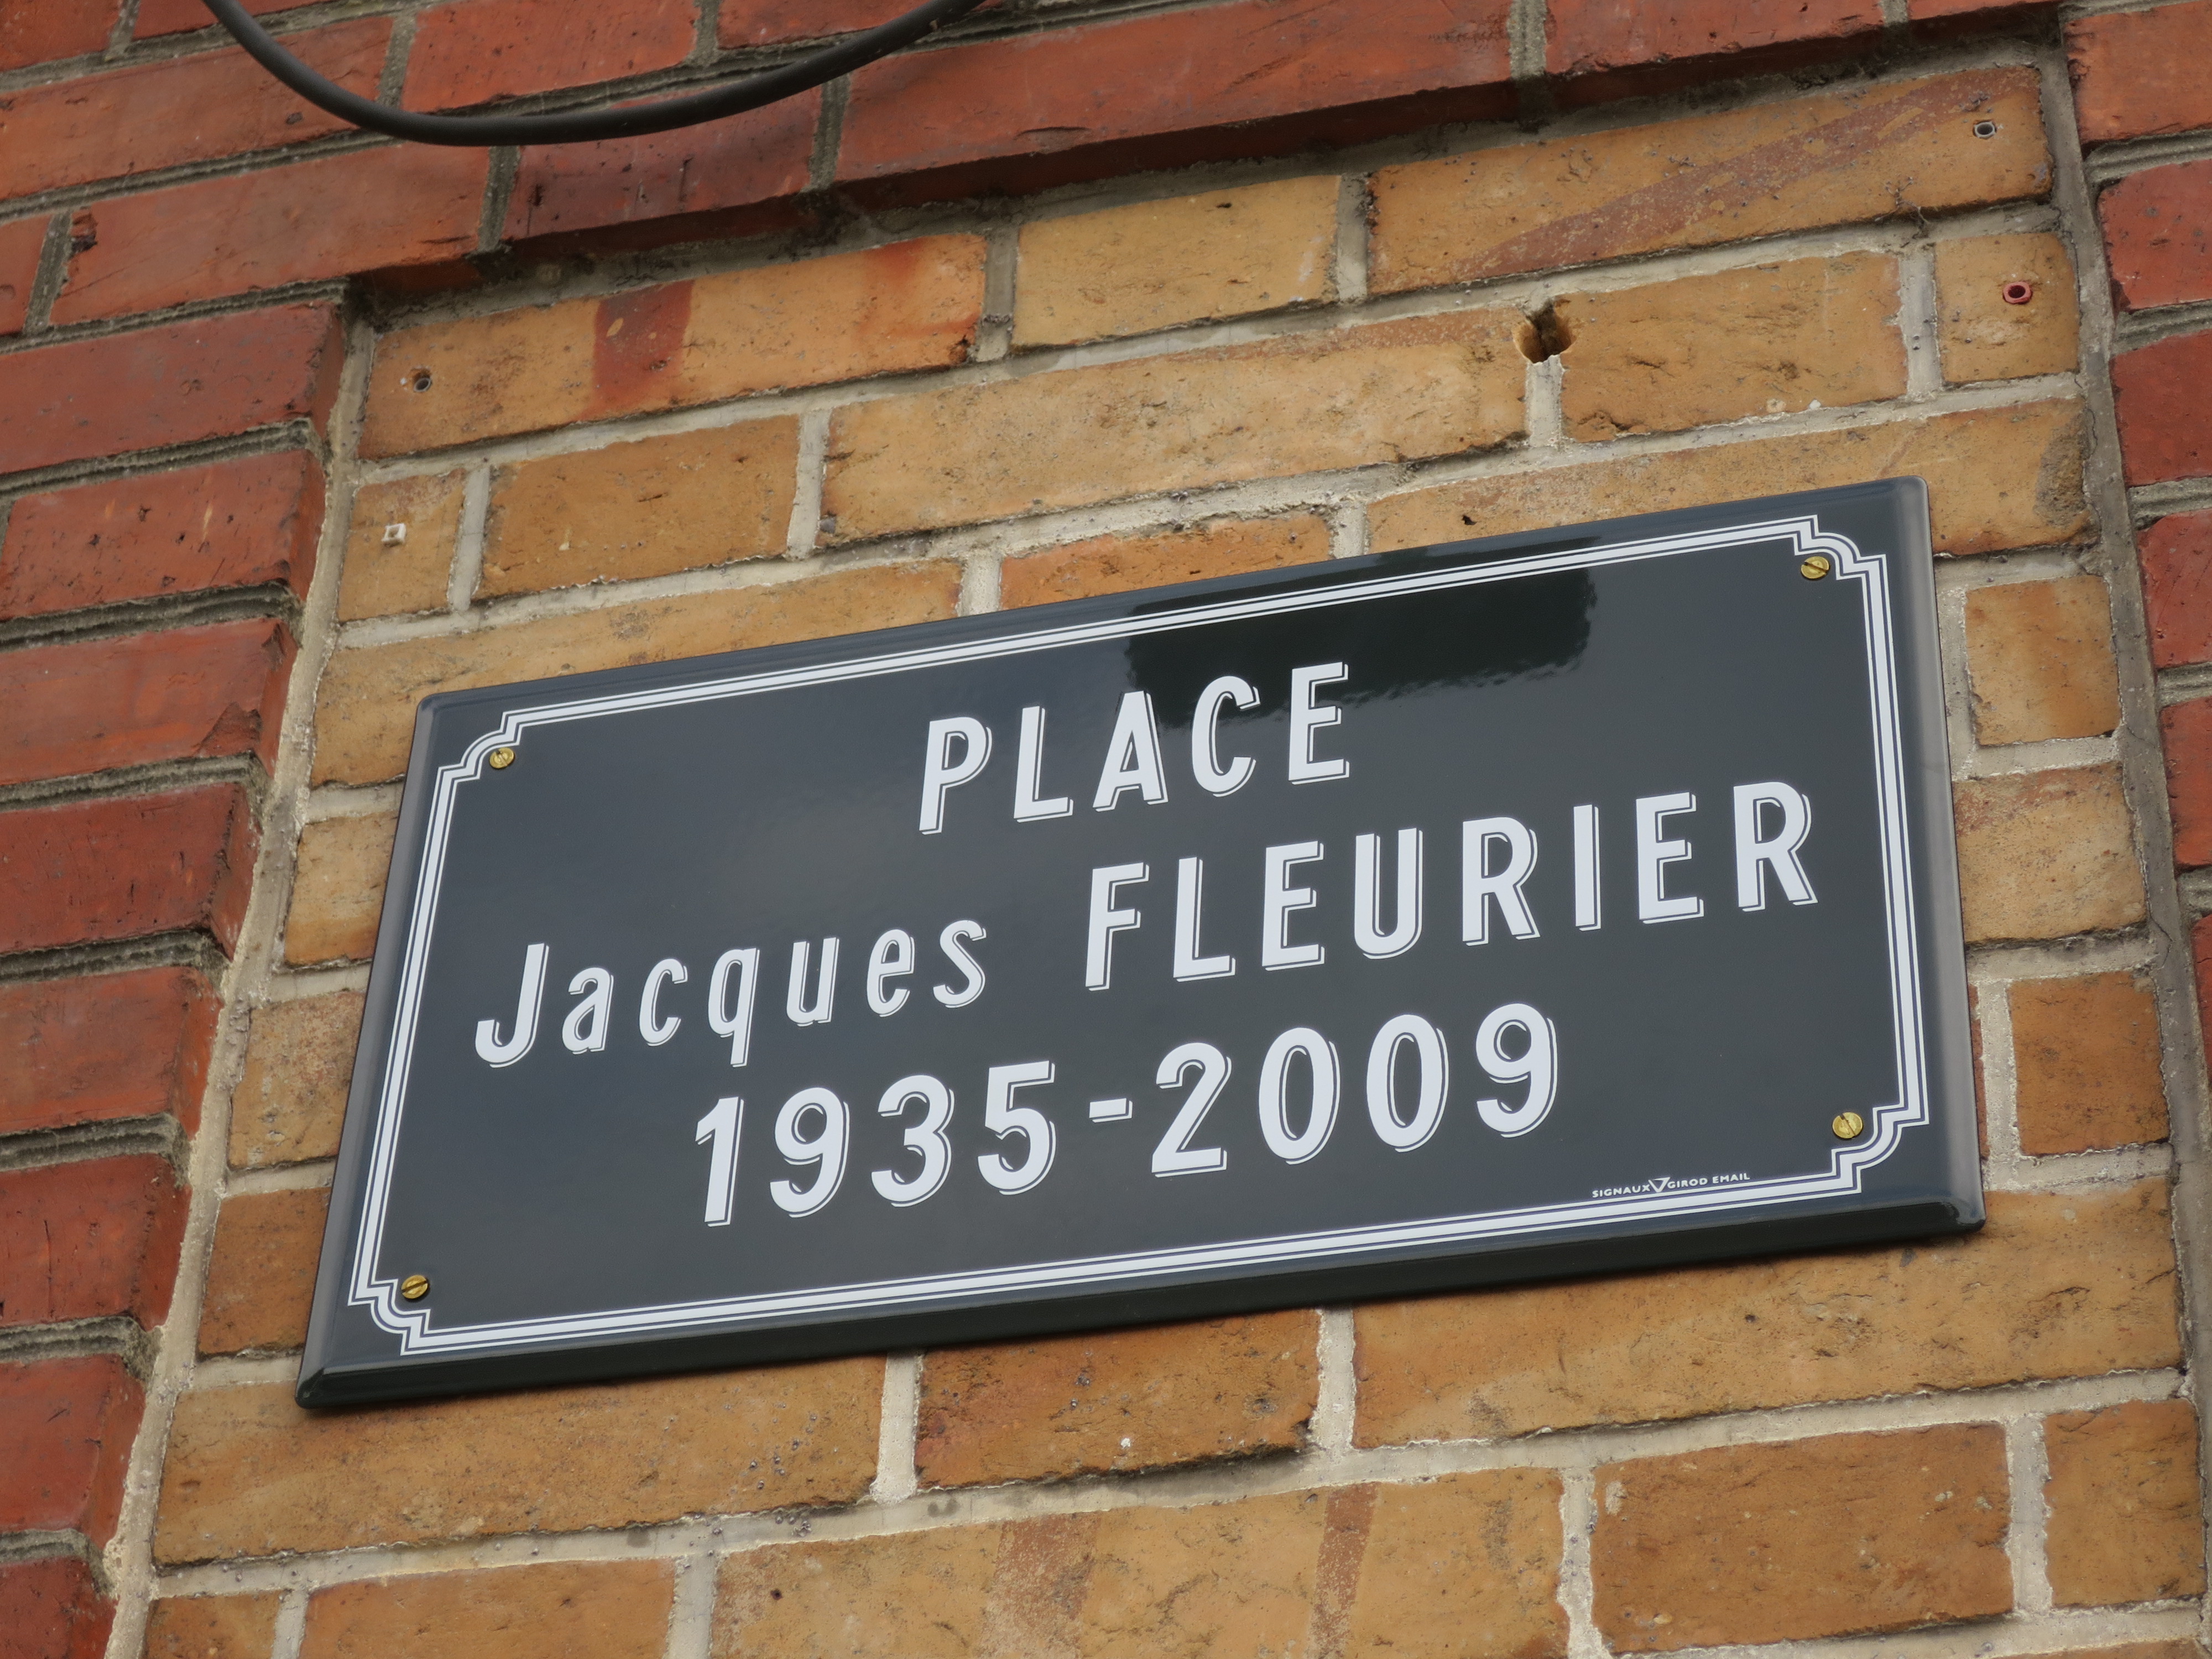 PLACE
Jacques FLEURIER
1935-2009
SIGNAUX GIROD EMAIL